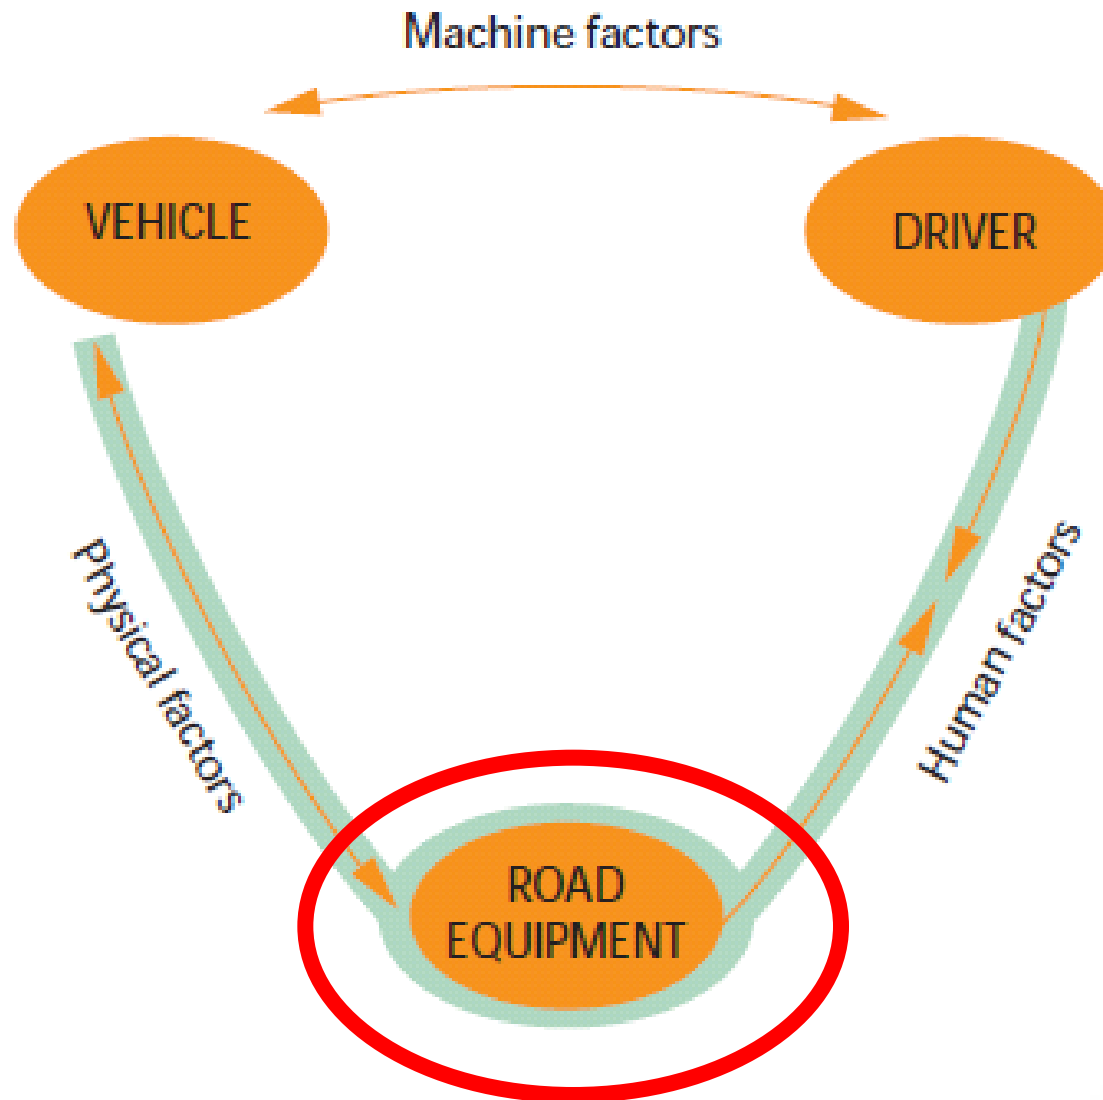 Machine factors
VEHICLE
DRIVER
Physical factors
Human factors
ROAD
EQUIPMENT